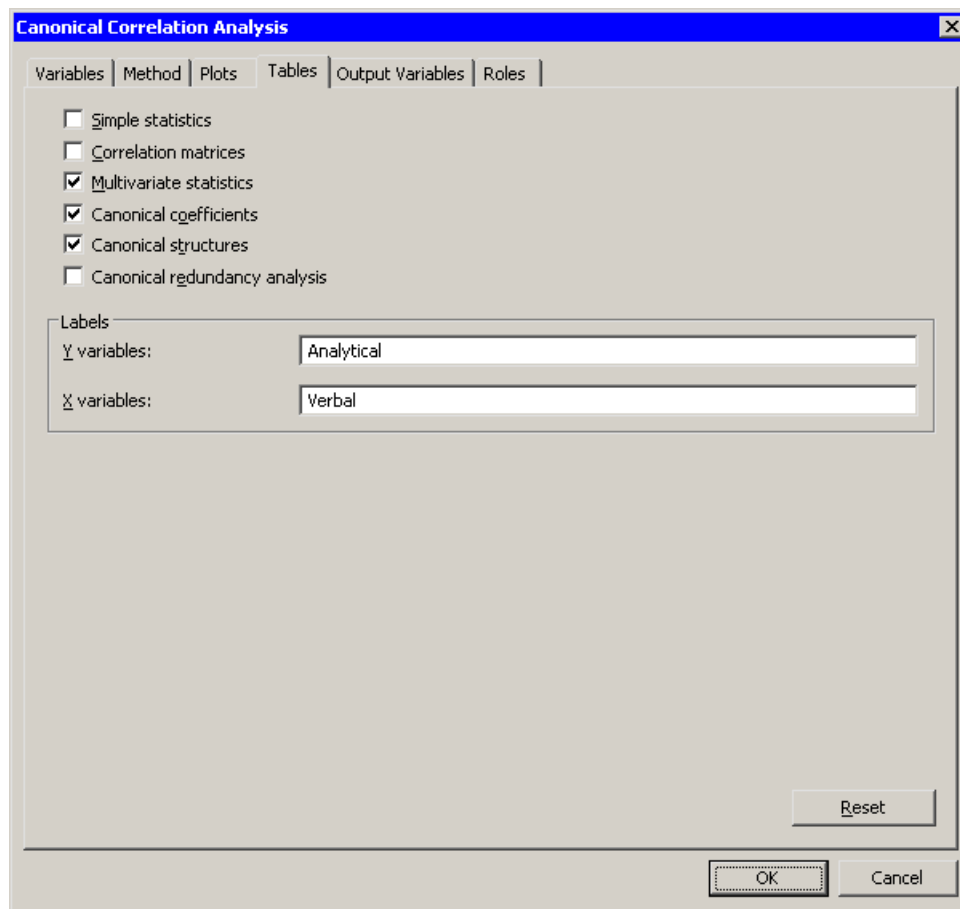 Canonical Correlation Analysis
Variables Method Plots Tables Output Variables Roles
Simple statistics
Correlation matrices
Multivariate statistics
Canonical coefficients
Canonical structures
Canonical redundancy analysis
Labels
Y variables: Analytical
X variables: Verbal
Reset
OK Cancel